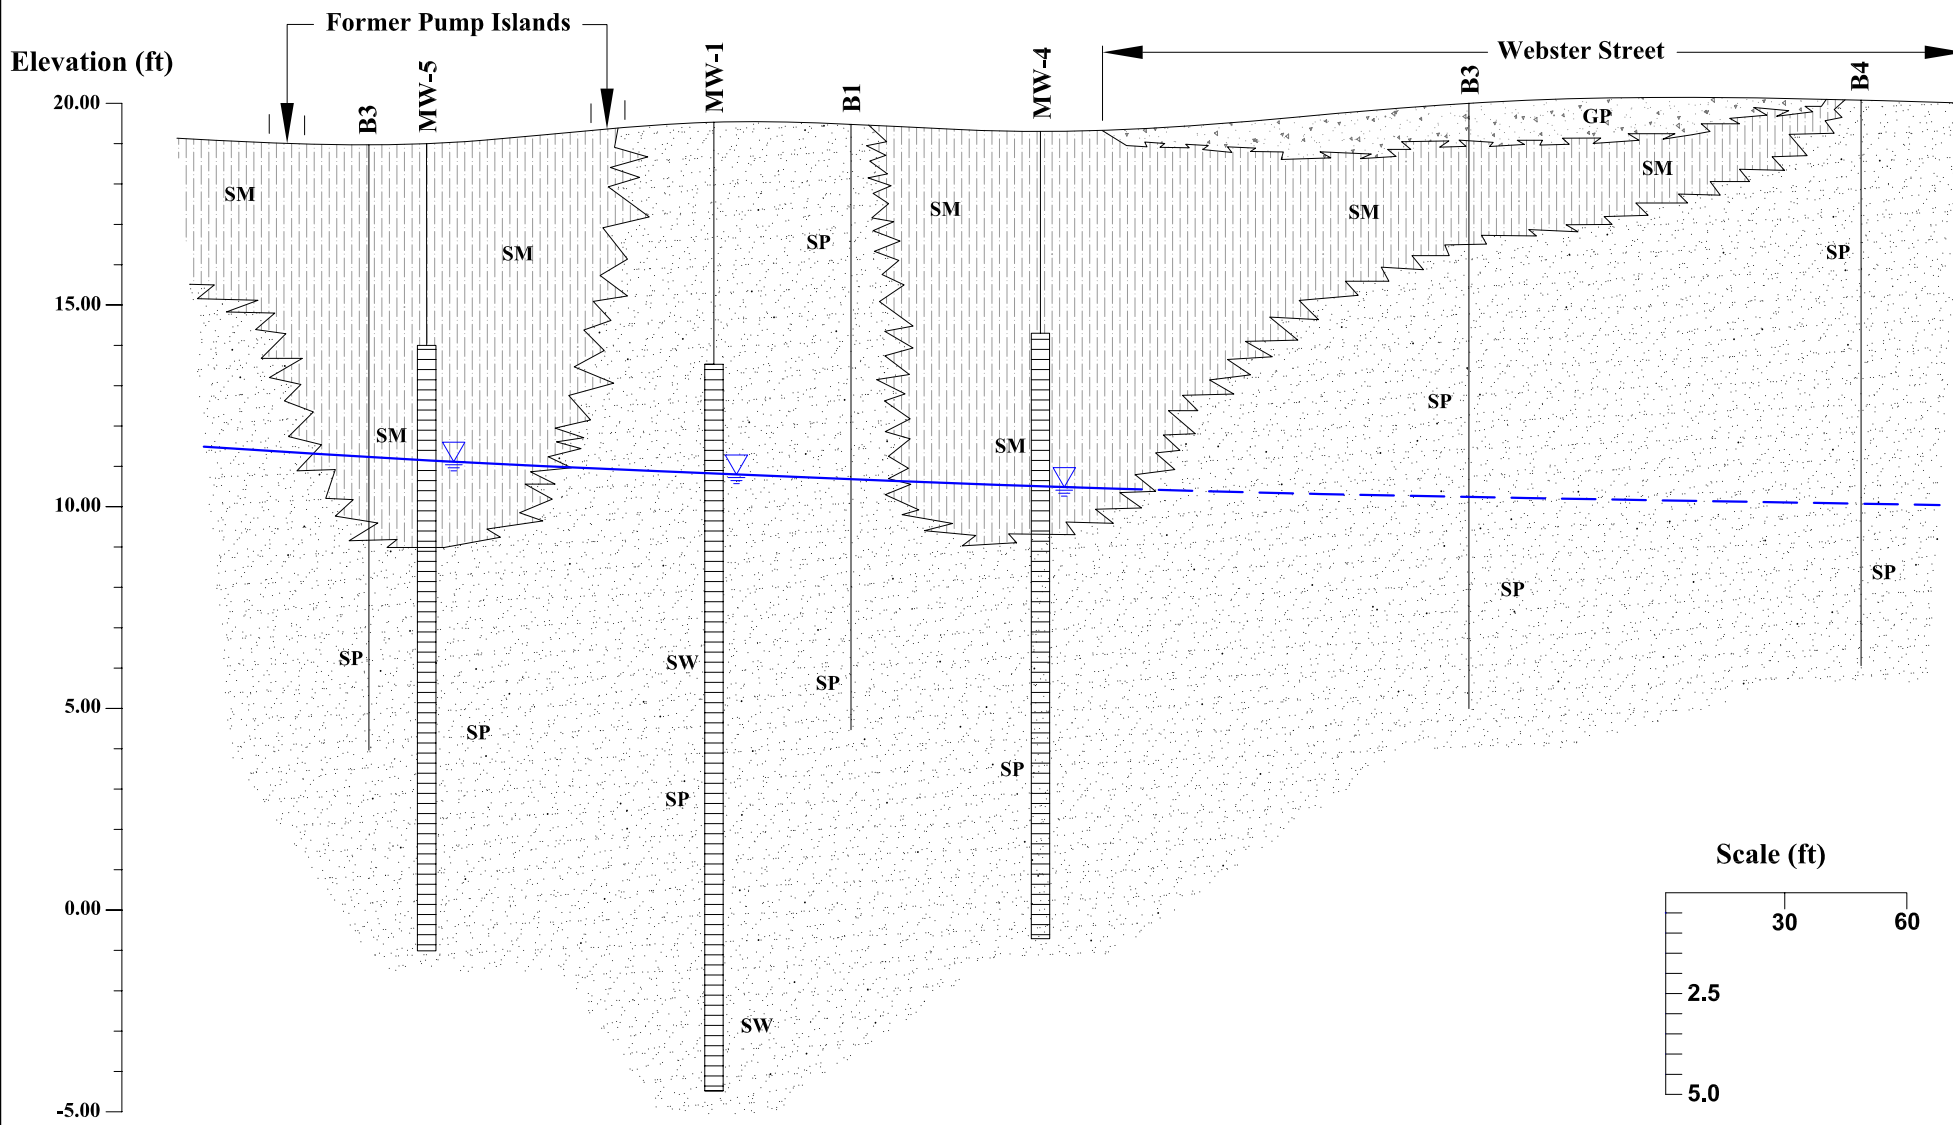 Former Pump Islands
Webster Street
Elevation (ft)
B3
MW-5
MW-1
B1
MW-4
B3
B4
20.00
15.00
10.00
5.00
0.00
-5.00
GP
SM
SM
SM
SM
SM
SM
SM
SP
SP
SP
SP
SP
SP
SP
SP
SP
SP
SW
SW
Scale (ft)
30
60
2.5
5.0